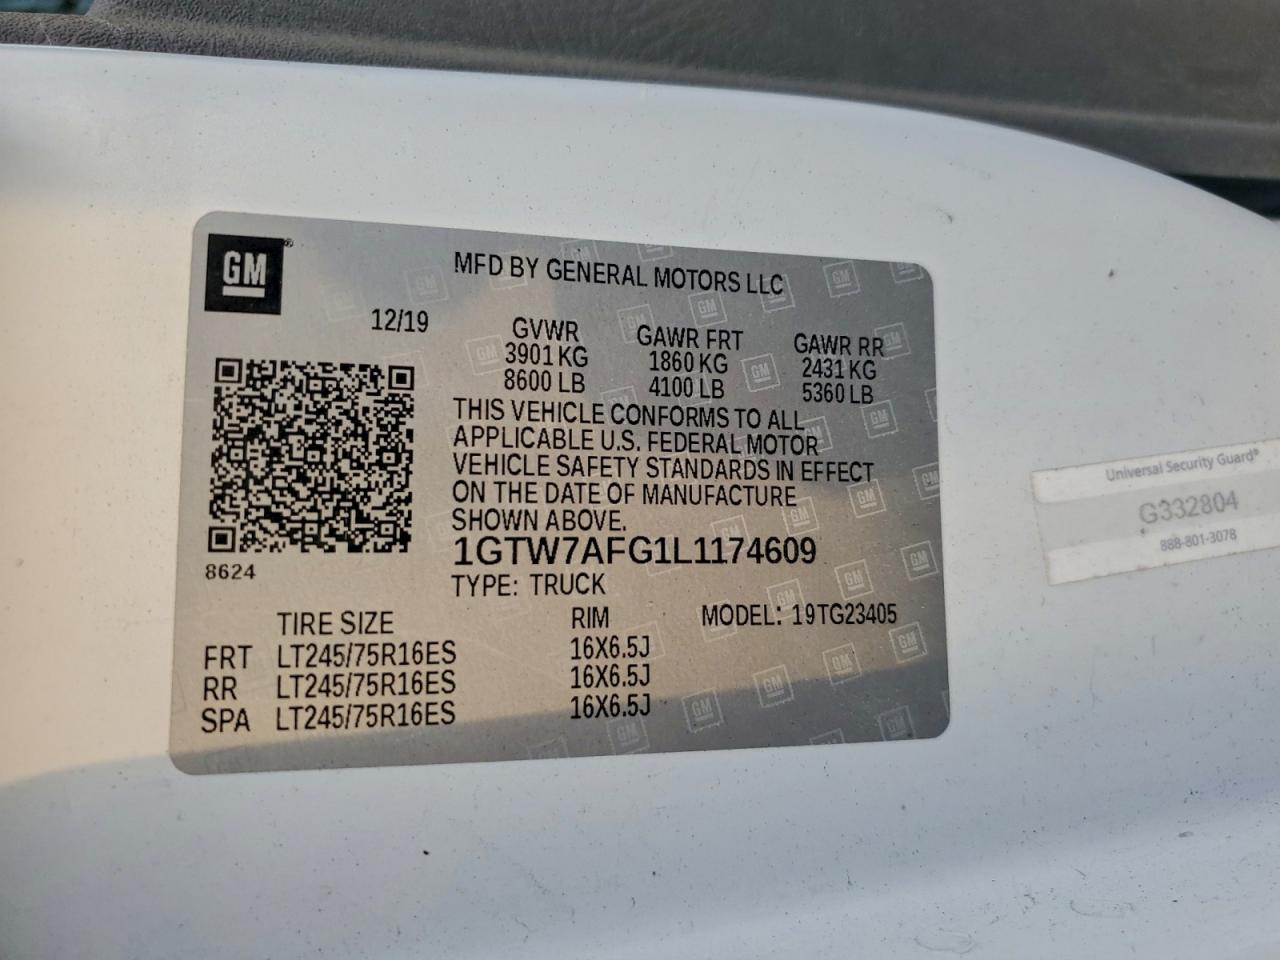 GM®
MFD BY GENERAL MOTORS LLC
12/19
GVWR GAWR FRT GAWR RR
3901 KG 1860 KG 2431 KG
8600 LB 4100 LB 5360 LB
THIS VEHICLE CONFORMS TO ALL
APPLICABLE U.S. FEDERAL MOTOR
VEHICLE SAFETY STANDARDS IN EFFECT
ON THE DATE OF MANUFACTURE
SHOWN ABOVE.
1GTW7AFG1L1174609
8624
TYPE: TRUCK
TIRE SIZE RIM MODEL: 19TG23405
FRT LT245/75R16ES 16X6.5J
RR LT245/75R16ES 16X6.5J
SPA LT245/75R16ES 16X6.5J
Universal Security Guard®
G332804
888-801-3078